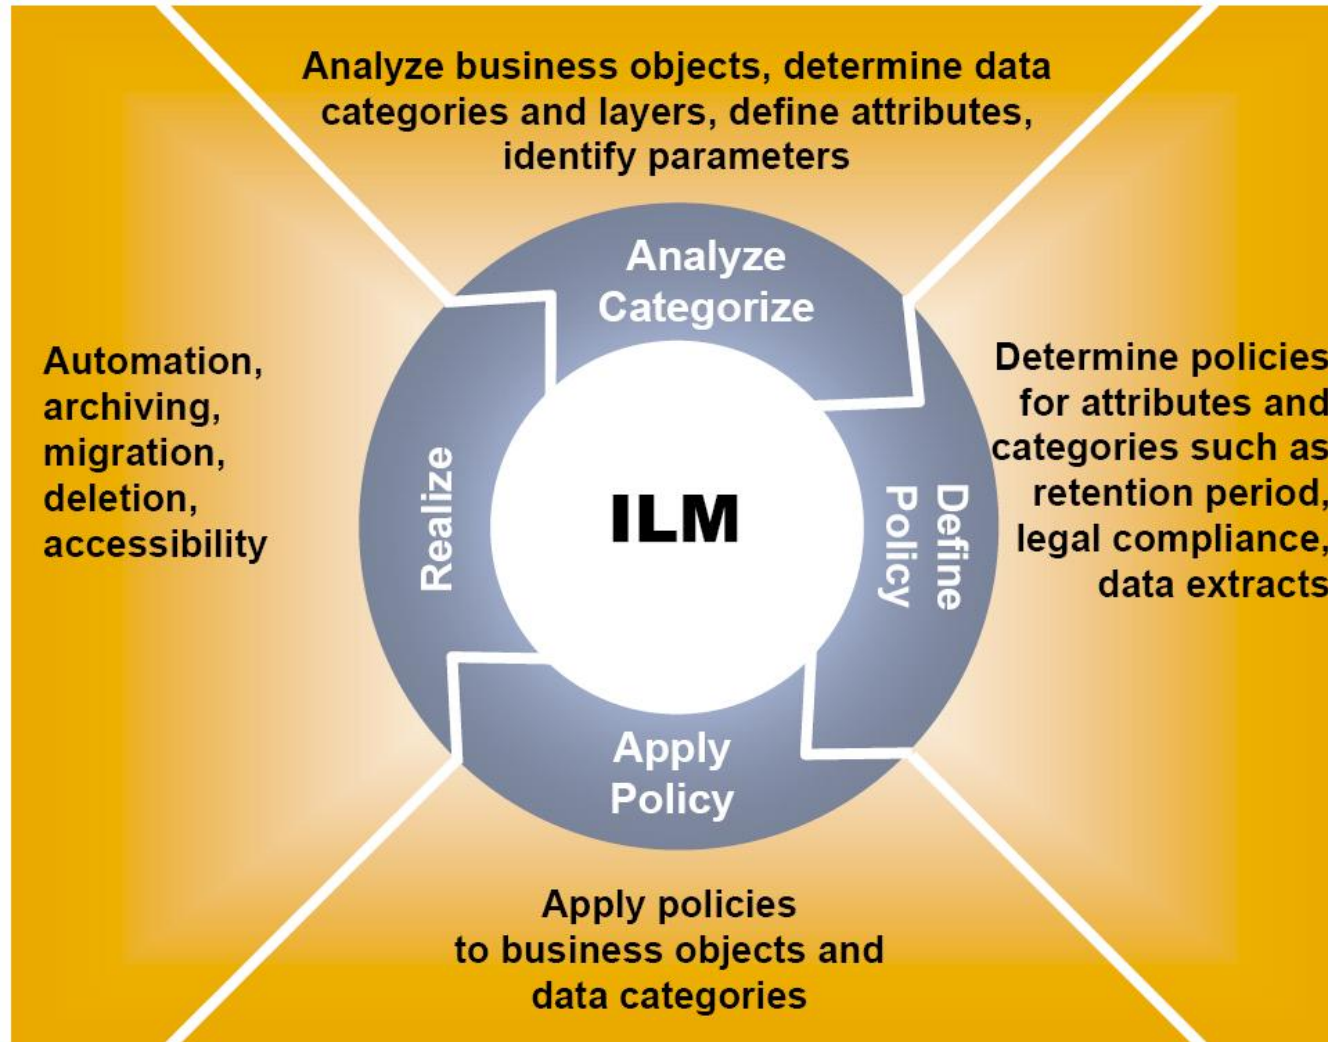 Analyze business objects, determine data
categories and layers, define attributes,
identify parameters
Analyze
Categorize
Automation,
archiving,
migration,
deletion,
accessibility
Realize
ILM
Define
Policy
Determine policies
for attributes and
categories such as
retention period,
legal compliance,
data extracts
Apply
Policy
Apply policies
to business objects and
data categories